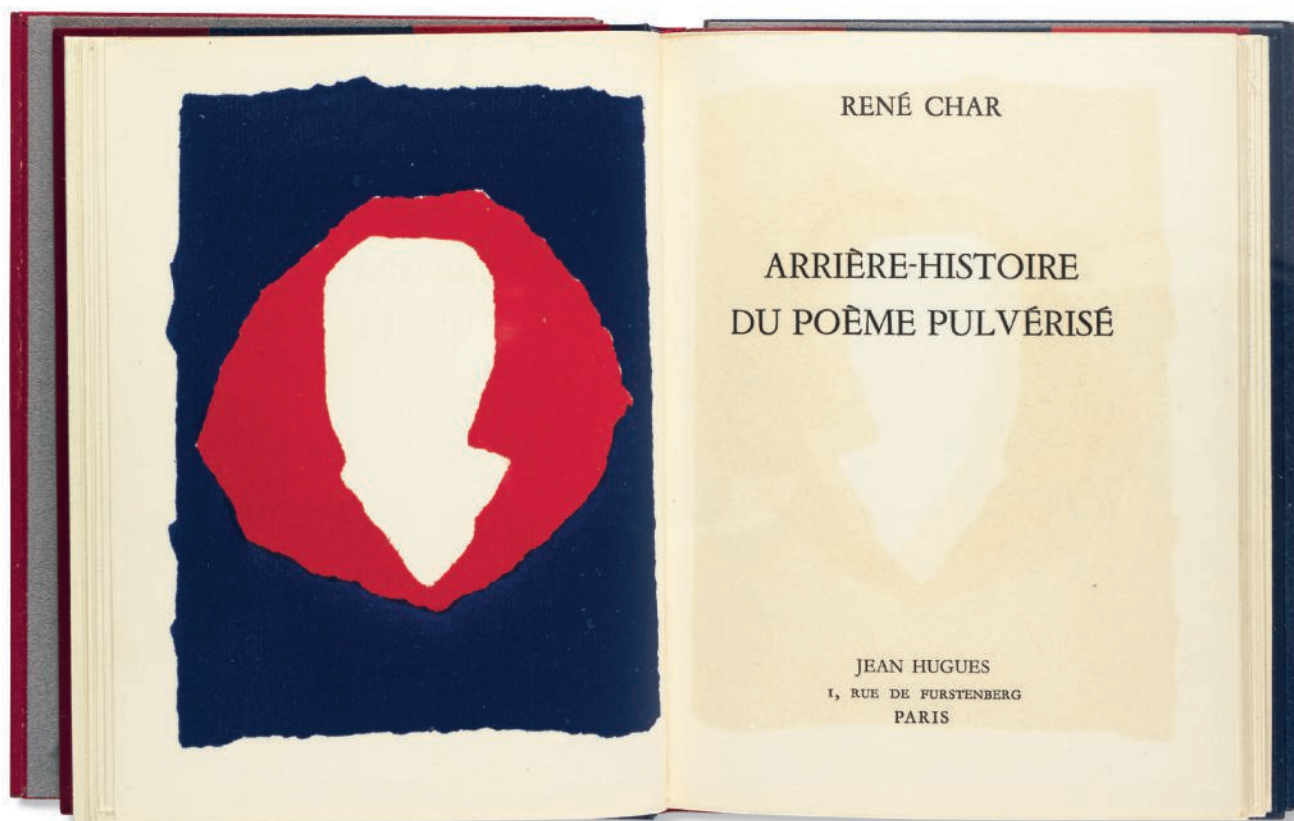 RENÉ CHAR
ARRIÈRE-HISTOIRE
DU POÈME PULVÉRISÉ
JEAN HUGUES
1, RUE DE FURSTENBERG
PARIS